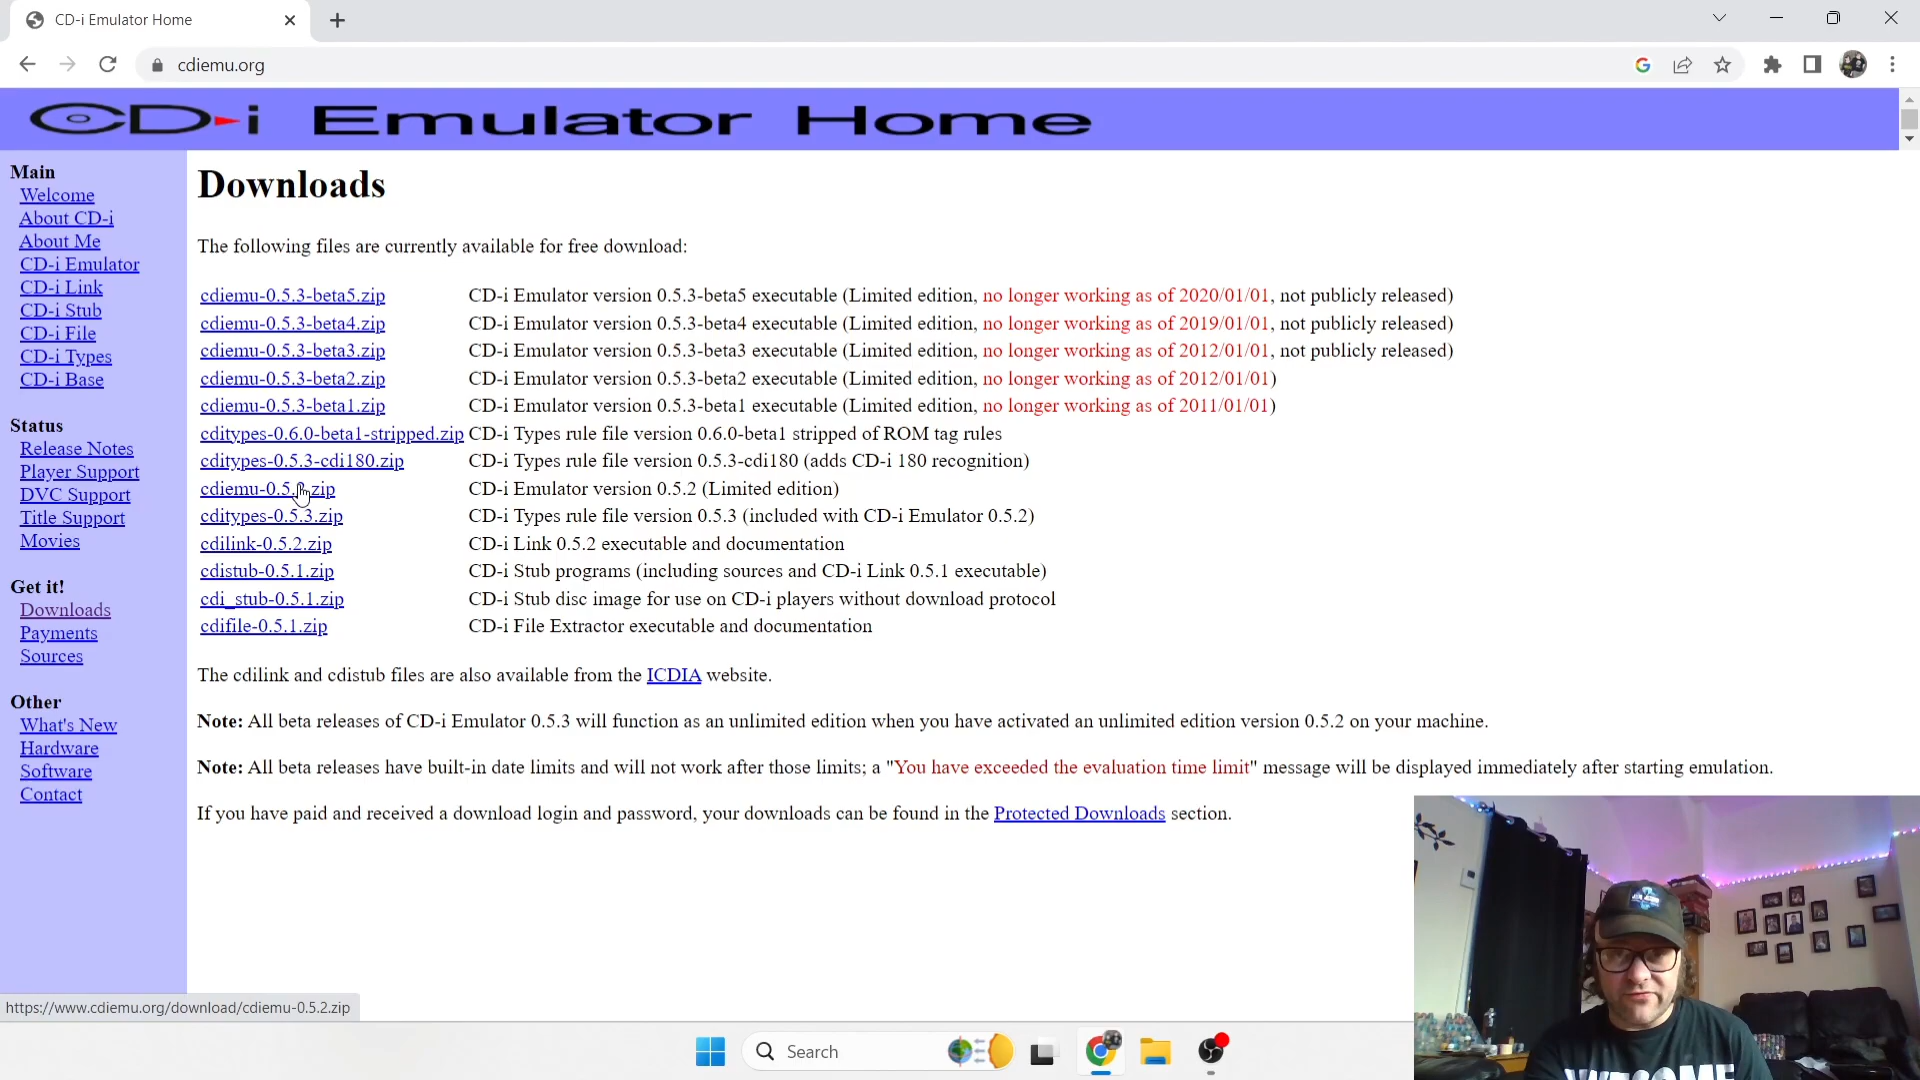 CD-i Emulator Home
cdiemu.org
CD-i Emulator Home
Main
Welcome
About CD-i
About Me
CD-i Emulator
CD-i Link
CD-i Stub
CD-i File
CD-i Types
CD-i Base
Status
Release Notes
Player Support
DVC Support
Title Support
Movies
Get it!
Downloads
Payments
Sources
Other
What's New
Hardware
Software
Contact
Downloads
The following files are currently available for free download:
cdiemu-0.5.3-beta5.zip CD-i Emulator version 0.5.3-beta5 executable (Limited edition, no longer working as of 2020/01/01, not publicly released)
cdiemu-0.5.3-beta4.zip CD-i Emulator version 0.5.3-beta4 executable (Limited edition, no longer working as of 2019/01/01, not publicly released)
cdiemu-0.5.3-beta3.zip CD-i Emulator version 0.5.3-beta3 executable (Limited edition, no longer working as of 2012/01/01, not publicly released)
cdiemu-0.5.3-beta2.zip CD-i Emulator version 0.5.3-beta2 executable (Limited edition, no longer working as of 2012/01/01)
cdiemu-0.5.3-beta1.zip CD-i Emulator version 0.5.3-beta1 executable (Limited edition, no longer working as of 2011/01/01)
cditypes-0.6.0-beta1-stripped.zip CD-i Types rule file version 0.6.0-beta1 stripped of ROM tag rules
cditypes-0.5.3-cdi180.zip CD-i Types rule file version 0.5.3-cdi180 (adds CD-i 180 recognition)
cdiemu-0.5.2.zip CD-i Emulator version 0.5.2 (Limited edition)
cditypes-0.5.3.zip CD-i Types rule file version 0.5.3 (included with CD-i Emulator 0.5.2)
cdilink-0.5.2.zip CD-i Link 0.5.2 executable and documentation
cdistub-0.5.1.zip CD-i Stub programs (including sources and CD-i Link 0.5.1 executable)
cdi_stub-0.5.1.zip CD-i Stub disc image for use on CD-i players without download protocol
cdifile-0.5.1.zip CD-i File Extractor executable and documentation
The cdilink and cdistub files are also available from the ICDIA website.
Note: All beta releases of CD-i Emulator 0.5.3 will function as an unlimited edition when you have activated an unlimited edition version 0.5.2 on your machine.
Note: All beta releases have built-in date limits and will not work after those limits; a "You have exceeded the evaluation time limit" message will be displayed immediately after starting emulation.
If you have paid and received a download login and password, your downloads can be found in the Protected Downloads section.
https://www.cdiemu.org/download/cdiemu-0.5.2.zip
Search
AWESOME